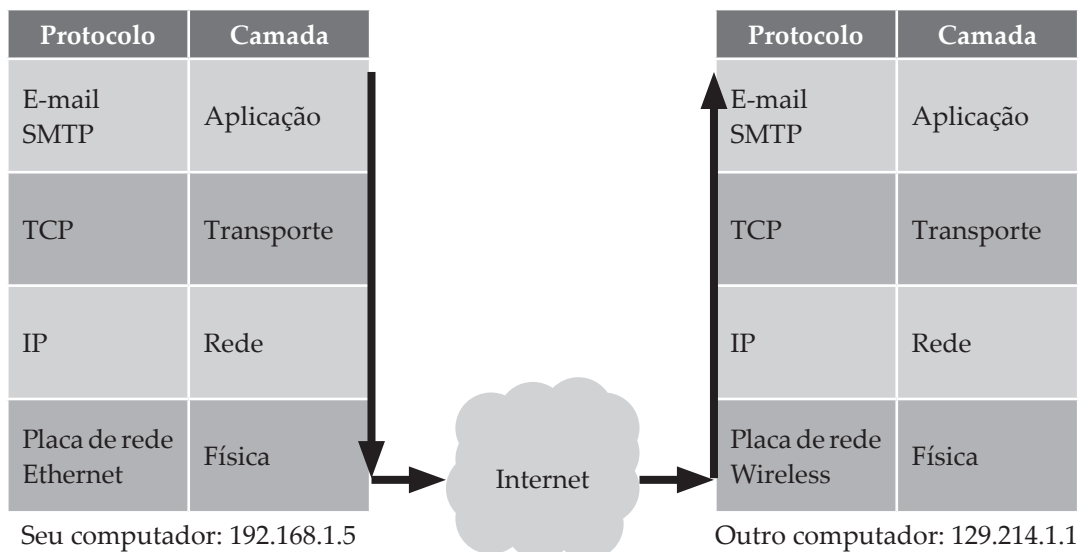 Protocolo Camada
E-mail
SMTP
Aplicação
TCP Transporte
IP Rede
Placa de rede
Ethernet
Física
Seu computador: 192.168.1.5
Internet
Protocolo Camada
E-mail
SMTP
Aplicação
TCP Transporte
IP Rede
Placa de rede
Wireless
Física
Outro computador: 129.214.1.1